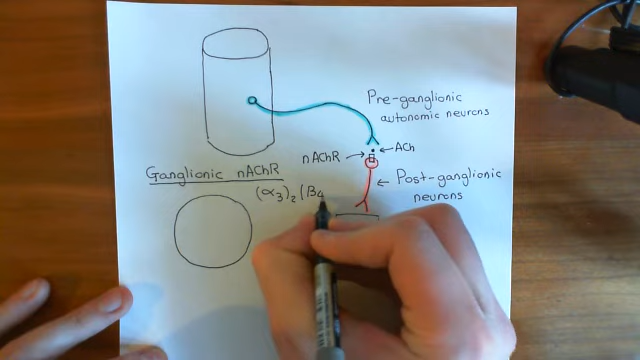 Pre-ganglionic
autonomic neurons
ACh
nAChR
Ganglionic nAChR
Post-ganglionic
neurons
(α₃)₂(β₄